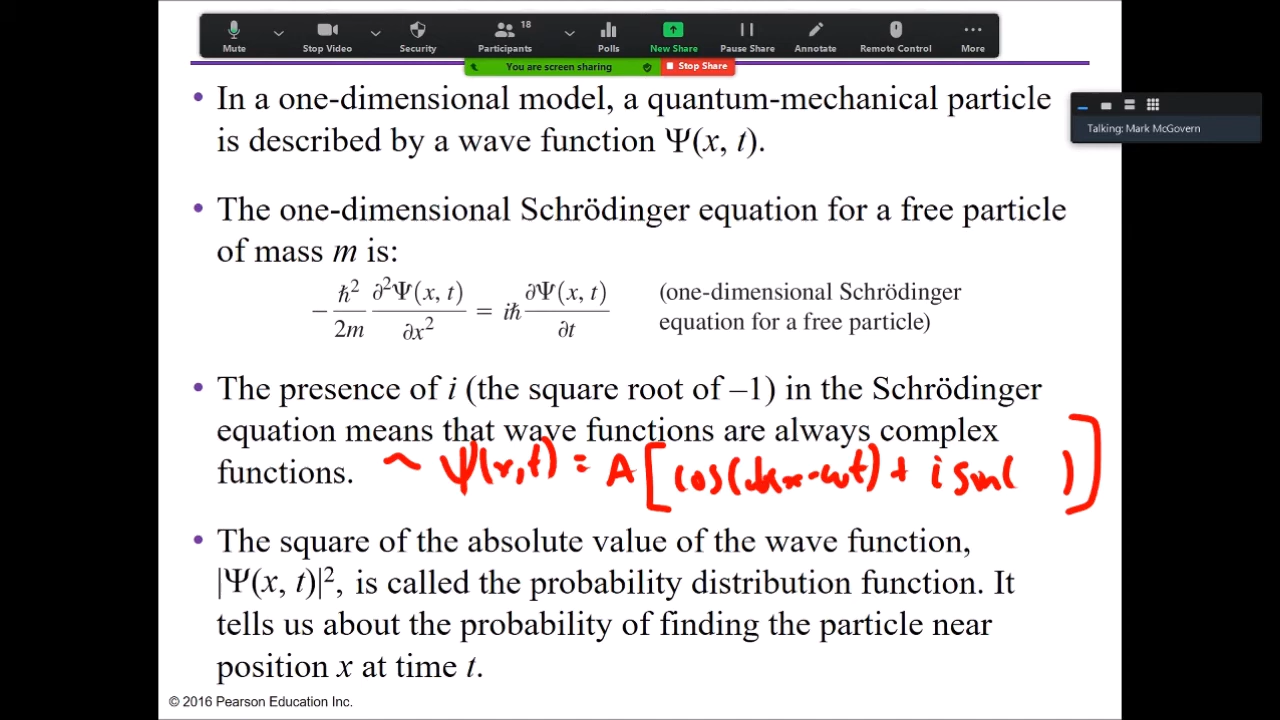 18
Mute Stop Video Security Participants Polls New Share Pause Share Annotate Remote Control More
You are screen sharing Stop Share
Talking: Mark McGovern
• In a one-dimensional model, a quantum-mechanical particle
is described by a wave function Ψ(x, t).
• The one-dimensional Schrödinger equation for a free particle
of mass m is:
−ħ²/2m ∂²Ψ(x, t)/∂x² = iħ ∂Ψ(x, t)/∂t (one-dimensional Schrödinger
equation for a free particle)
• The presence of i (the square root of –1) in the Schrödinger
equation means that wave functions are always complex
functions. ~ Ψ(x,t) = A[cos(kx-ωt) + i sin( )]
• The square of the absolute value of the wave function,
|Ψ(x, t)|², is called the probability distribution function. It
tells us about the probability of finding the particle near
position x at time t.
© 2016 Pearson Education Inc.